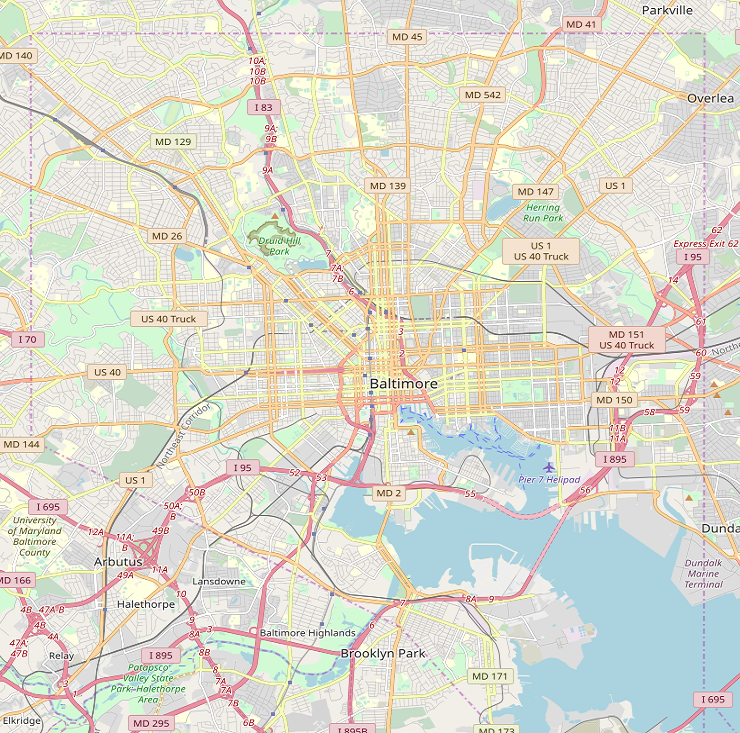 Parkville
MD 41
MD 45
MD 140
10A;
10B
10B
MD 542
Overlea
I 83
9A;
9B
MD 129
9A
MD 139
MD 147
US 1
Herring
Run Park
62
MD 26
Druid Hill
Park
US 1
US 40 Truck
Express Exit 62
7
I 95
7A;
7B
14
6
US 40 Truck
61
3
I 70
MD 151
US 40 Truck
2
60
Northe
US 40
12
12
59
Baltimore
MD 150
58
59
Northeast Corridor
11B
11A
MD 144
I 895
I 95
52
53
US 1
Pier 7 Helipad
50B
MD 2
55
56
I 695
50A;
University
of Maryland
Baltimore
County
12A
11A;
B
49B
Dunda
Arbutus
11A
49A
Dundalk
Marine
Terminal
MD 166
Lansdowne
10
47B
47A-B
Halethorpe
7
8A
9
4B
4B
4A
9
3
6
8A
Baltimore Highlands
47A;
47B
Relay
I 895
8B
Brooklyn Park
Patapsco
Valley State
Park- Halethorpe
Area
8
7A
MD 171
3
1
7A
7B
I 695
Elkridge
MD 295
6B
I 895B
MD 173